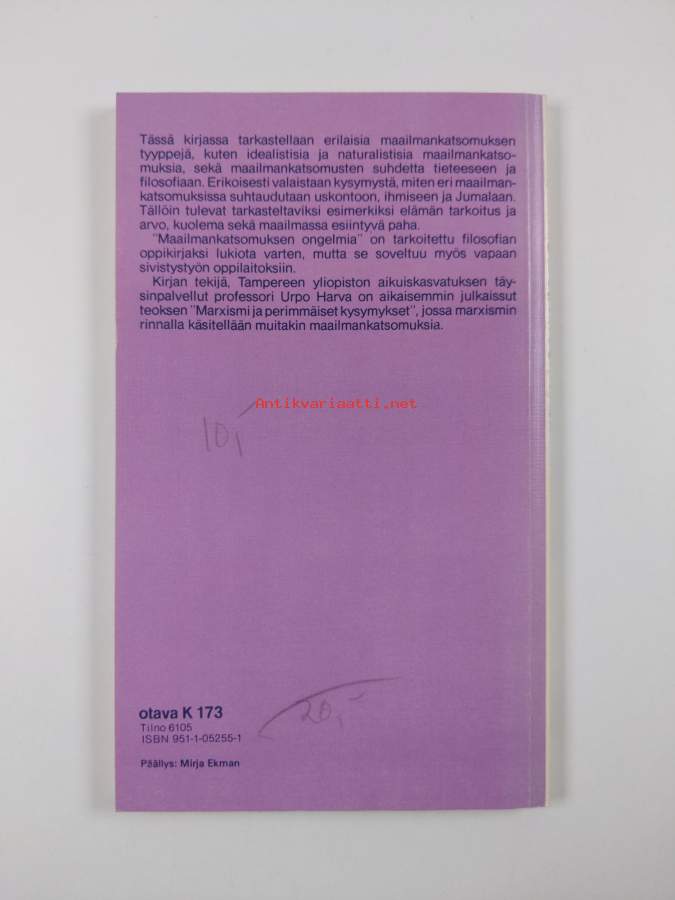 Tässä kirjassa tarkastellaan erilaisia maailmankatsomuksen
tyyppejä, kuten idealistisia ja naturalistisia maailmankatso-
muksia, sekä maailmankatsomusten suhdetta tieteeseen ja
filosofiaan. Erikoisesti valaistaan kysymystä, miten eri maailman-
katsomuksissa suhtaudutaan uskontoon, ihmiseen ja Jumalaan.
Tällöin tulevat tarkasteltaviksi esimerkiksi elämän tarkoitus ja
arvo, kuolema sekä maailmassa esiintyvä paha.
"Maailmankatsomuksen ongelmia" on tarkoitettu filosofian
oppikirjaksi lukiota varten, mutta se soveltuu myös vapaan
sivistystyön oppilaitoksiin.
Kirjan tekijä, Tampereen yliopiston aikuiskasvatuksen täy-
sinpalvellut professori Urpo Harva on aikaisemmin julkaissut
teoksen "Marxismi ja perimmäiset kysymykset", jossa marxismin
rinnalla käsitellään muitakin maailmankatsomuksia.
Antikvariaatti.net
10,-
20,-
otava K 173
Tilno 6105
ISBN 951-1-05255-1
Päällys: Mirja Ekman